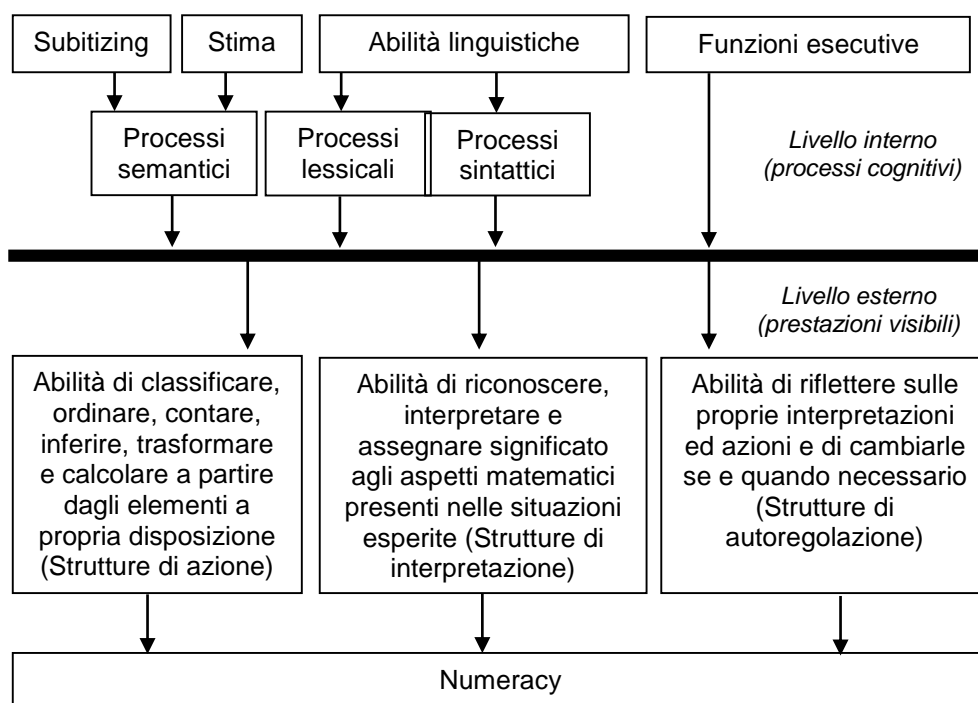 Subitizing
Stima
Abilità linguistiche
Funzioni esecutive
Processi
semantici
Processi
lessicali
Processi
sintattici
Livello interno
(processi cognitivi)
Livello esterno
(prestazioni visibili)
Abilità di classificare,
ordinare, contare,
inferire, trasformare
e calcolare a partire
dagli elementi a
propria disposizione
(Strutture di azione)
Abilità di riconoscere,
interpretare e
assegnare significato
agli aspetti matematici
presenti nelle situazioni
esperite (Strutture di
interpretazione)
Abilità di riflettere sulle
proprie interpretazioni
ed azioni e di cambiarle
se e quando necessario
(Strutture di
autoregolazione)
Numeracy